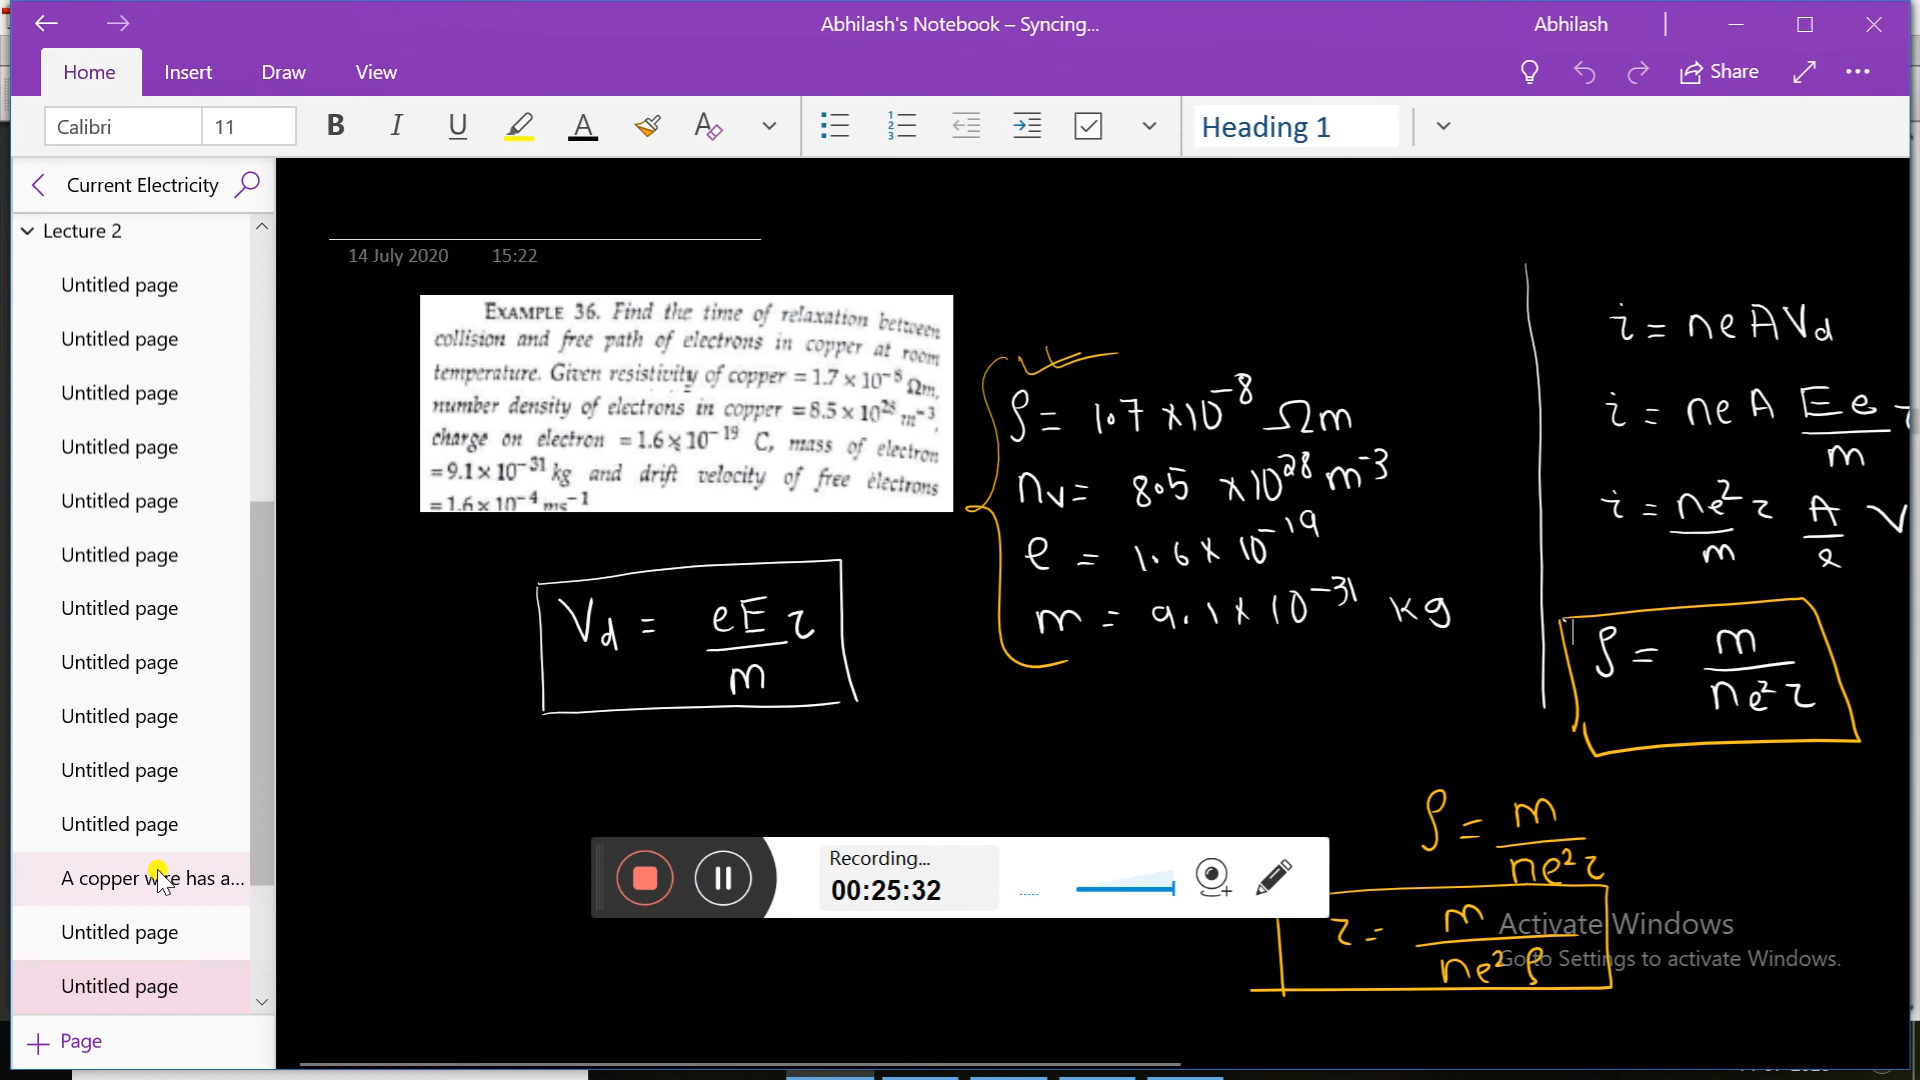 Abhilash's Notebook – Syncing...
Abhilash
Home Insert Draw View
Share
Calibri 11 B I U A A
Heading 1
Current Electricity
Lecture 2
Untitled page
Untitled page
Untitled page
Untitled page
Untitled page
Untitled page
Untitled page
Untitled page
Untitled page
Untitled page
Untitled page
A copper wire has a...
Untitled page
Untitled page
Page
14 July 2020 15:22
EXAMPLE 36. Find the time of relaxation between
collision and free path of electrons in copper at room
temperature. Given resistivity of copper = 1.7 × 10⁻⁸ Ωm,
number density of electrons in copper = 8.5 × 10²⁸ m⁻³,
charge on electron = 1.6 × 10⁻¹⁹ C, mass of electron
= 9.1 × 10⁻³¹ kg and drift velocity of free electrons
= 1.6 × 10⁻⁴ ms⁻¹
Vd = eEτ/m
ρ = 1.7 × 10⁻⁸ Ωm
nv = 8.5 × 10²⁸ m⁻³
e = 1.6 × 10⁻¹⁹
m = 9.1 × 10⁻³¹ kg
i = neAVd
i = neA Eeτ/m
i = ne²τ/m A/l V
ρ = m/ne²τ
ρ = m/ne²τ
τ = m/ne²ρ
Recording...
00:25:32
Activate Windows
Go to Settings to activate Windows.